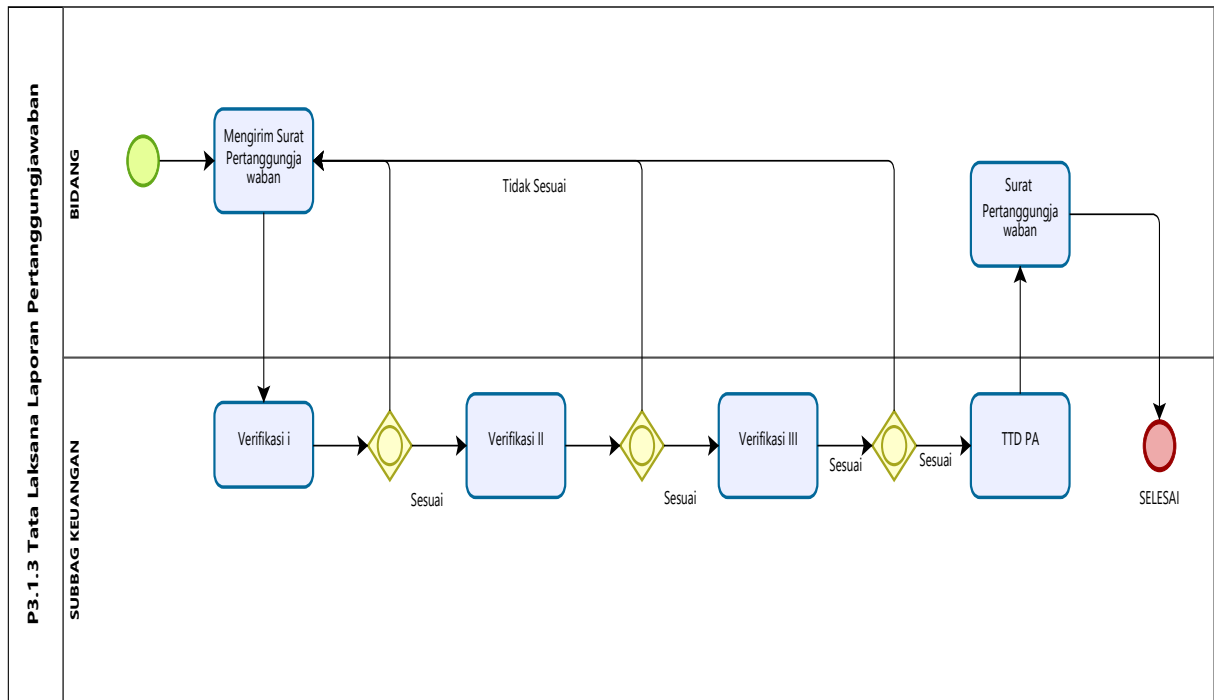 P3.1.3 Tata Laksana Laporan Pertanggungjawaban
BIDANG
Mengirim Surat
Pertanggungja
waban
Tidak Sesuai
Surat
Pertanggungja
waban
SUBBAG KEUANGAN
Verifikasi i
Sesuai
Verifikasi II
Sesuai
Verifikasi III
Sesuai
Sesuai
TTD PA
SELESAI